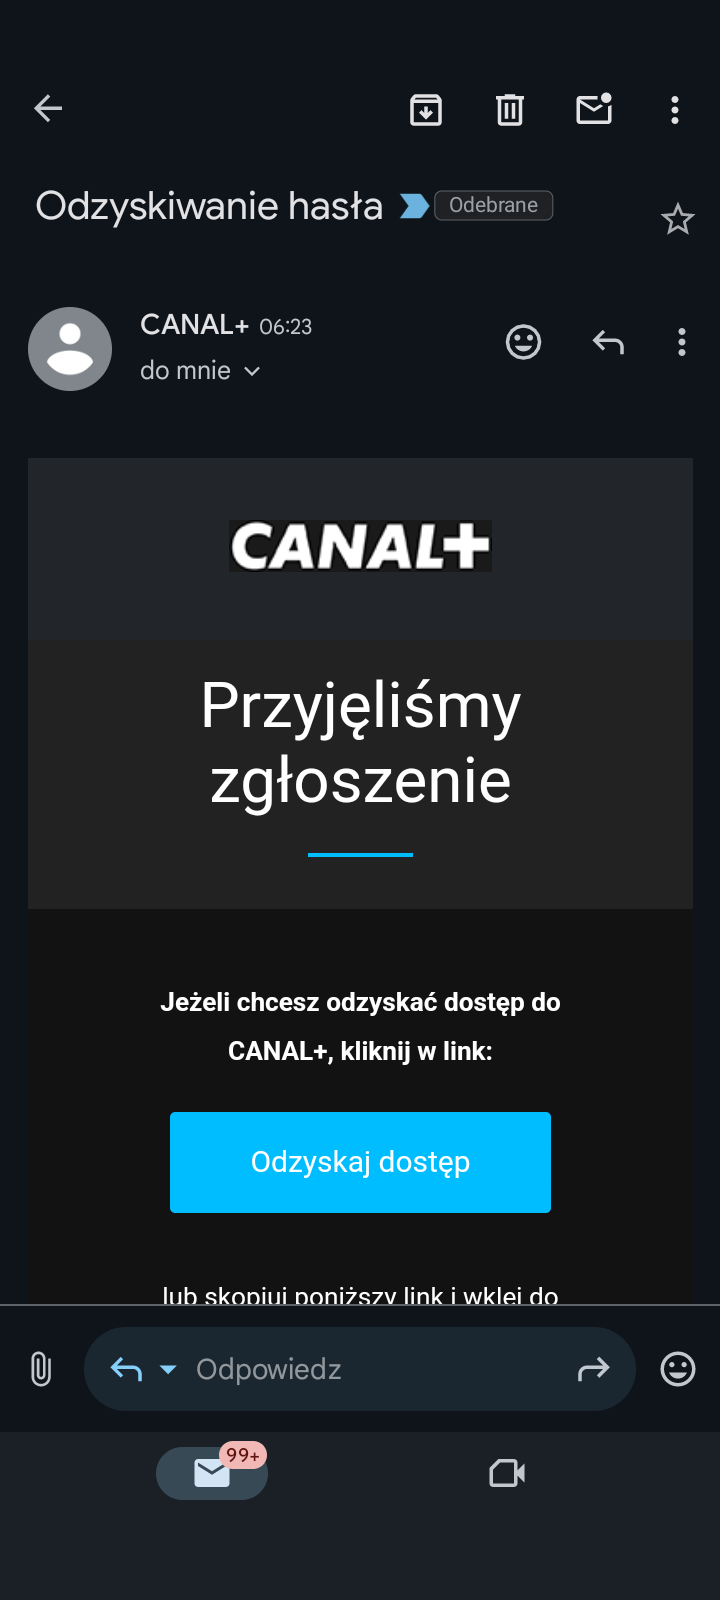 Odzyskiwanie hasła Odebrane
CANAL+ 06:23
do mnie
CANAL+
Przyjęliśmy
zgłoszenie
Jeżeli chcesz odzyskać dostęp do
CANAL+, kliknij w link:
Odzyskaj dostęp
lub skopiuj poniższy link i wklej do
Odpowiedz
99+